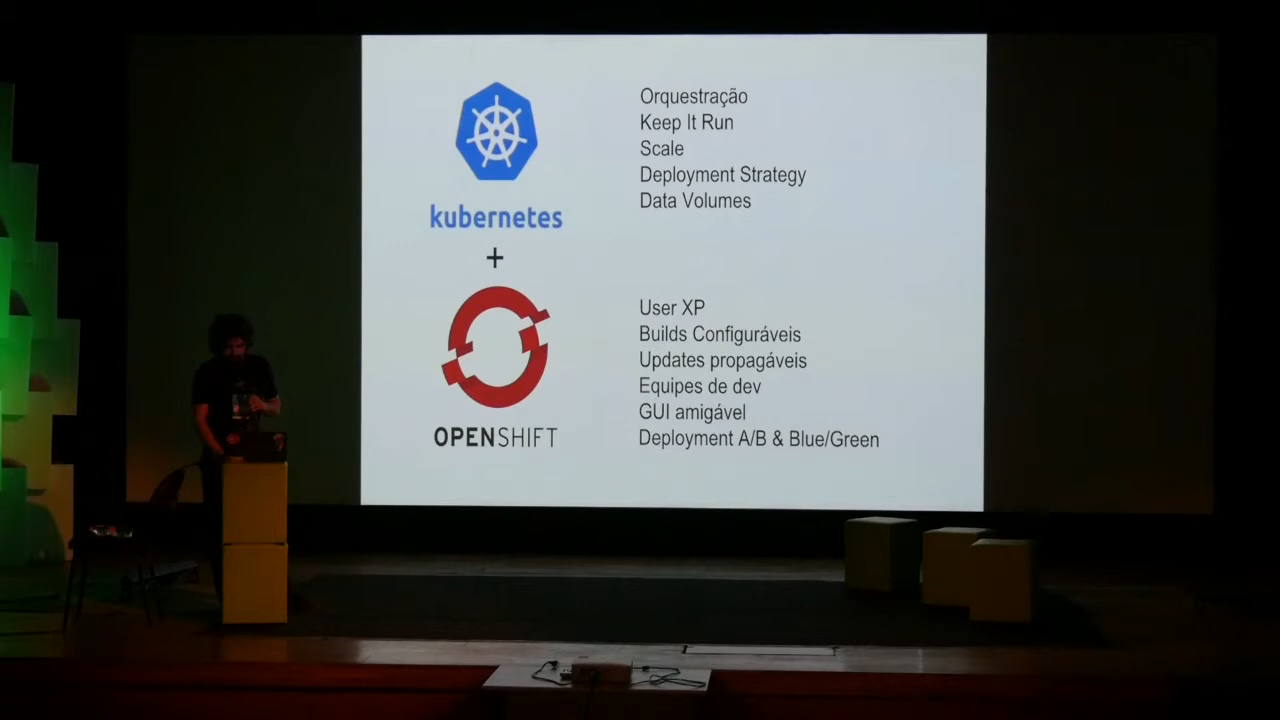 Orquestração
Keep It Run
Scale
Deployment Strategy
Data Volumes
kubernetes
+
User XP
Builds Configuráveis
Updates propagáveis
Equipes de dev
GUI amigável
Deployment A/B & Blue/Green
OPENSHIFT